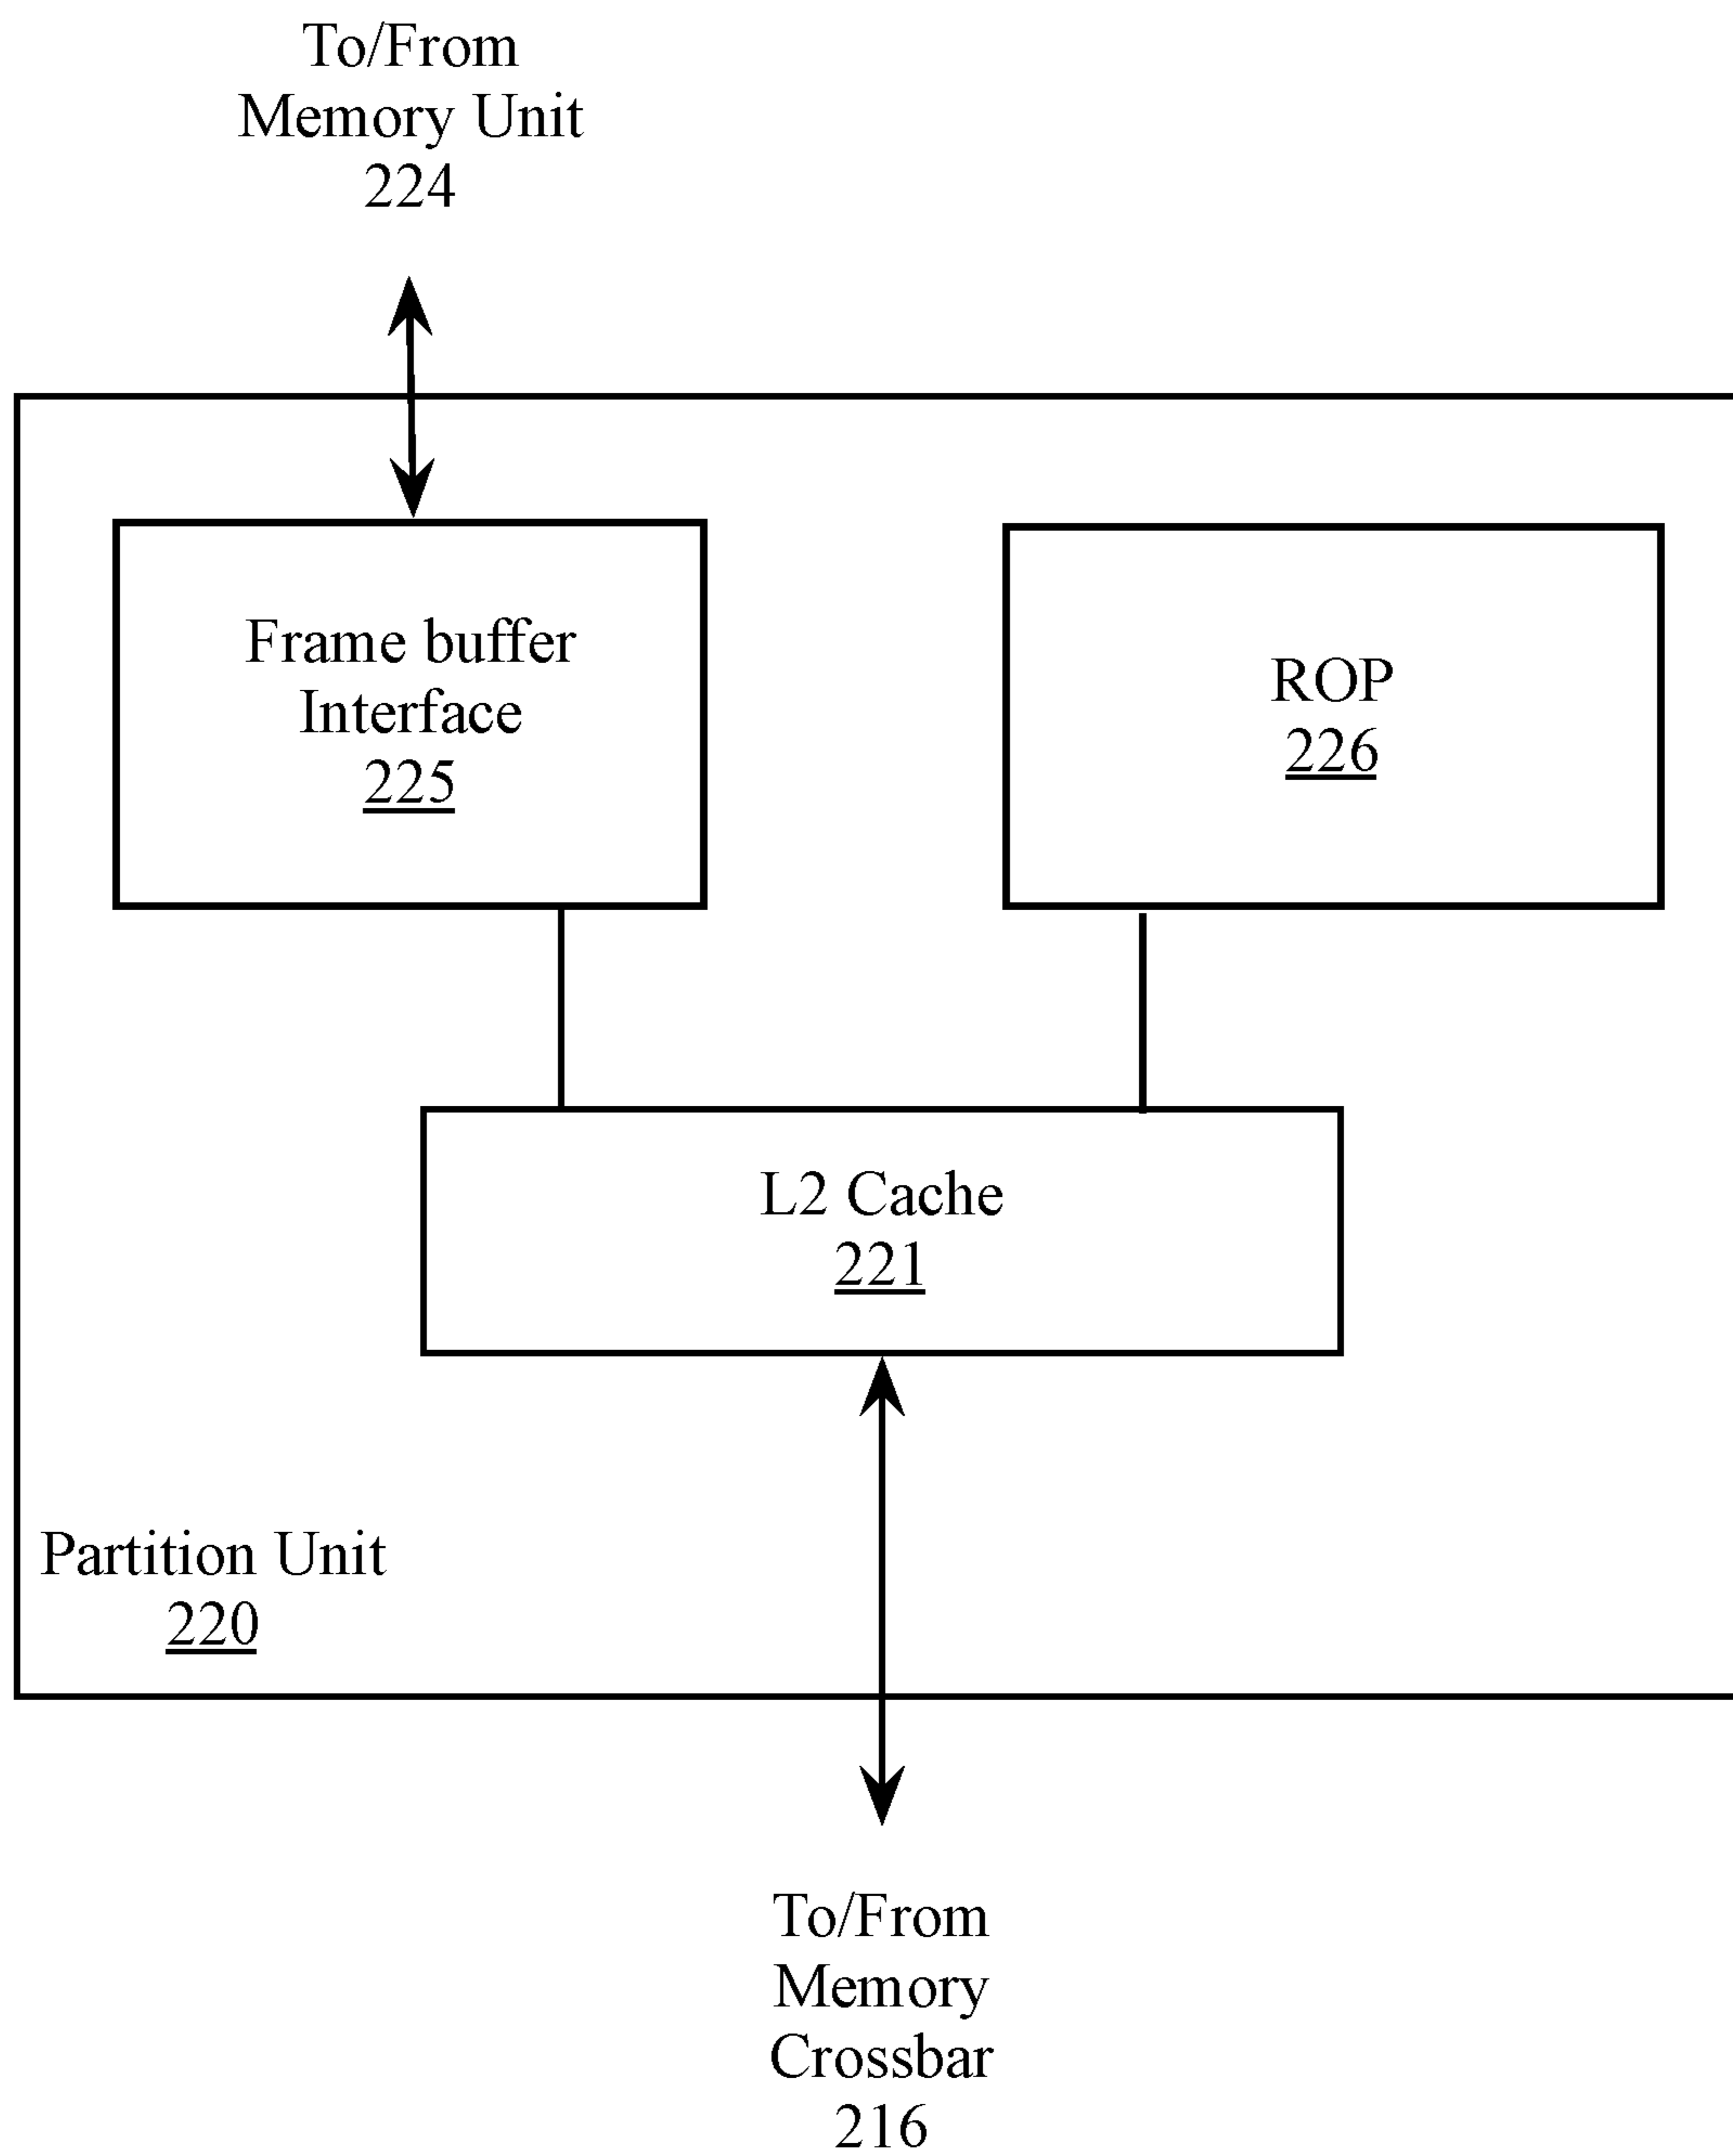 To/From
Memory Unit
224
Frame buffer
Interface
225
ROP
226
L2 Cache
221
Partition Unit
220
To/From
Memory
Crossbar
216